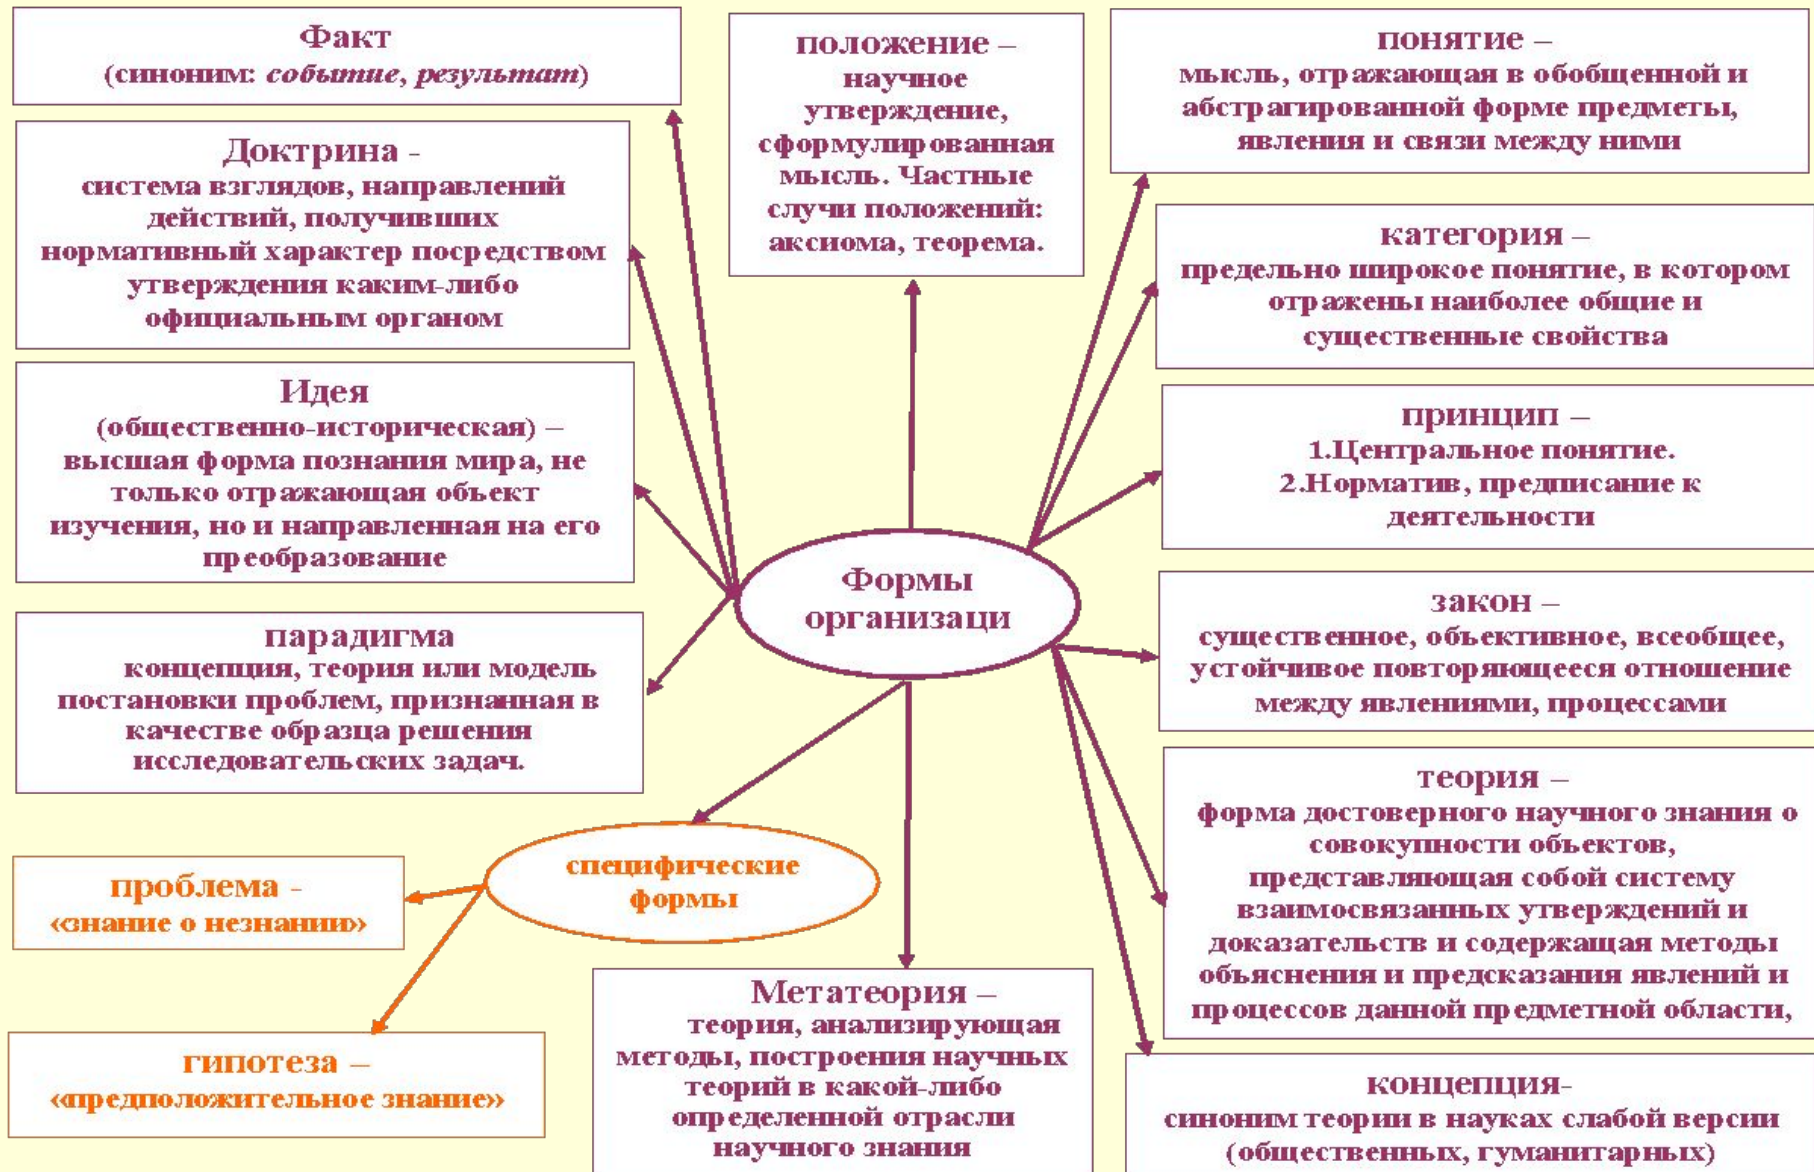 Факт
(синоним: событие, результат)
Доктрина -
система взглядов, направлений
действий, получивших
нормативный характер посредством
утверждения каким-либо
официальным органом
Идея
(общественно-историческая) –
высшая форма познания мира, не
только отражающая объект
изучения, но и направленная на его
преобразование
парадигма
концепция, теория или модель
постановки проблем, признанная в
качестве образца решения
исследовательских задач.
положение –
научное
утверждение,
сформулированная
мысль. Частные
случи положений:
аксиома, теорема.
понятие –
мысль, отражающая в обобщенной и
абстрагированной форме предметы,
явления и связи между ними
категория –
предельно широкое понятие, в котором
отражены наиболее общие и
существенные свойства
принцип –
1.Центральное понятие.
2.Норматив, предписание к
деятельности
Формы
организаци
закон –
существенное, объективное, всеобщее,
устойчивое повторяющееся отношение
между явлениями, процессами
теория –
форма достоверного научного знания о
совокупности объектов,
представляющая собой систему
взаимосвязанных утверждений и
доказательств и содержащая методы
объяснения и предсказания явлений и
процессов данной предметной области,
концепция-
синоним теории в науках слабой версии
(общественных, гуманитарных)
специфические
формы
проблема -
«знание о незнании»
гипотеза –
«предположительное знание»
Метатеория –
теория, анализирующая
методы, построения научных
теорий в какой-либо
определенной отрасли
научного знания